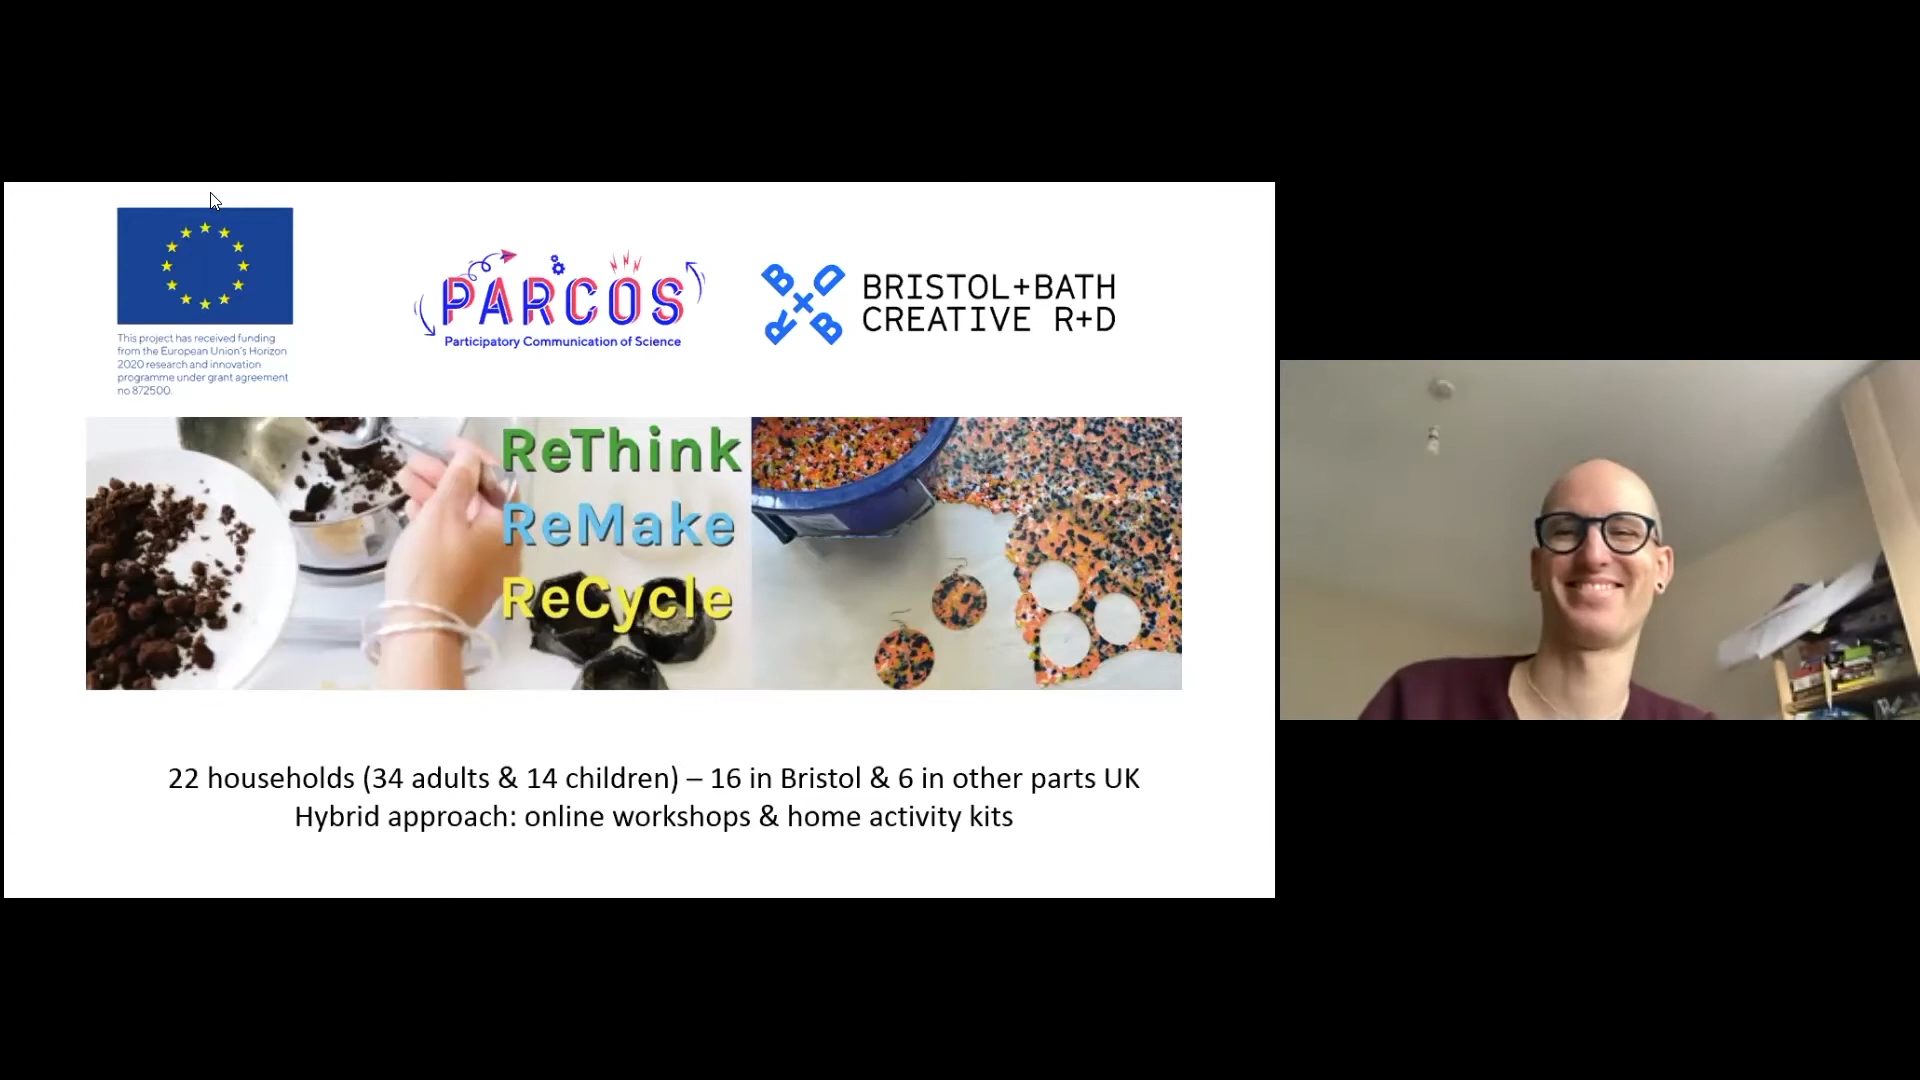 This project has received funding
from the European Union's Horizon
2020 research and innovation
programme under grant agreement
no 872500.
PARCOS
Participatory Communication of Science
B+B R+D
BRISTOL+BATH
CREATIVE R+D
ReThink
ReMake
ReCycle
22 households (34 adults & 14 children) – 16 in Bristol & 6 in other parts UK
Hybrid approach: online workshops & home activity kits